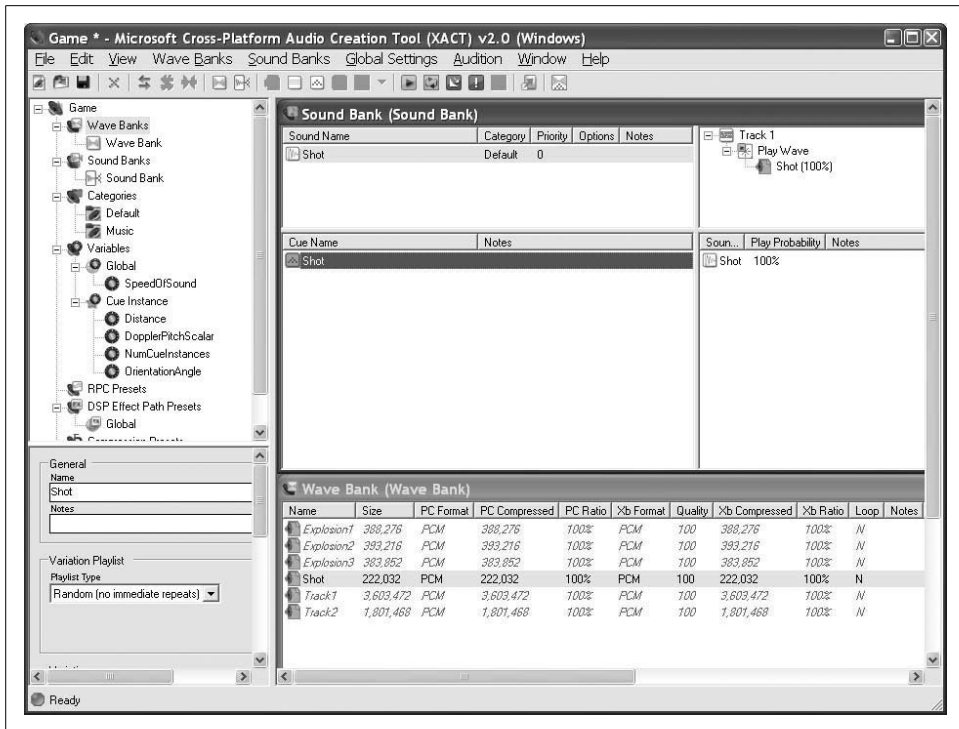 Game * - Microsoft Cross-Platform Audio Creation Tool (XACT) v2.0 (Windows)
File Edit View Wave Banks Sound Banks Global Settings Audition Window Help
Game
Wave Banks
Wave Bank
Sound Banks
Sound Bank
Categories
Default
Music
Variables
Global
SpeedOfSound
Cue Instance
Distance
DopplerPitchScalar
NumCueInstances
OrientationAngle
RPC Presets
DSP Effect Path Presets
Global
General
Name
Shot
Notes
Variation Playlist
Playlist Type
Random (no immediate repeats)
Sound Bank (Sound Bank)
Sound Name Category Priority Options Notes
Shot Default 0
Track 1
Play Wave
Shot (100%)
Cue Name Notes
Shot
Soun... Play Probability Notes
Shot 100%
Wave Bank (Wave Bank)
Name Size PC Format PC Compressed PC Ratio Xb Format Quality Xb Compressed Xb Ratio Loop Notes
Explosion1 388,276 PCM 388,276 100% PCM 100 388,276 100% N
Explosion2 393,216 PCM 393,216 100% PCM 100 393,216 100% N
Explosion3 383,852 PCM 383,852 100% PCM 100 383,852 100% N
Shot 222,032 PCM 222,032 100% PCM 100 222,032 100% N
Track1 3,603,472 PCM 3,603,472 100% PCM 100 3,603,472 100% N
Track2 1,801,468 PCM 1,801,468 100% PCM 100 1,801,468 100% N
Ready